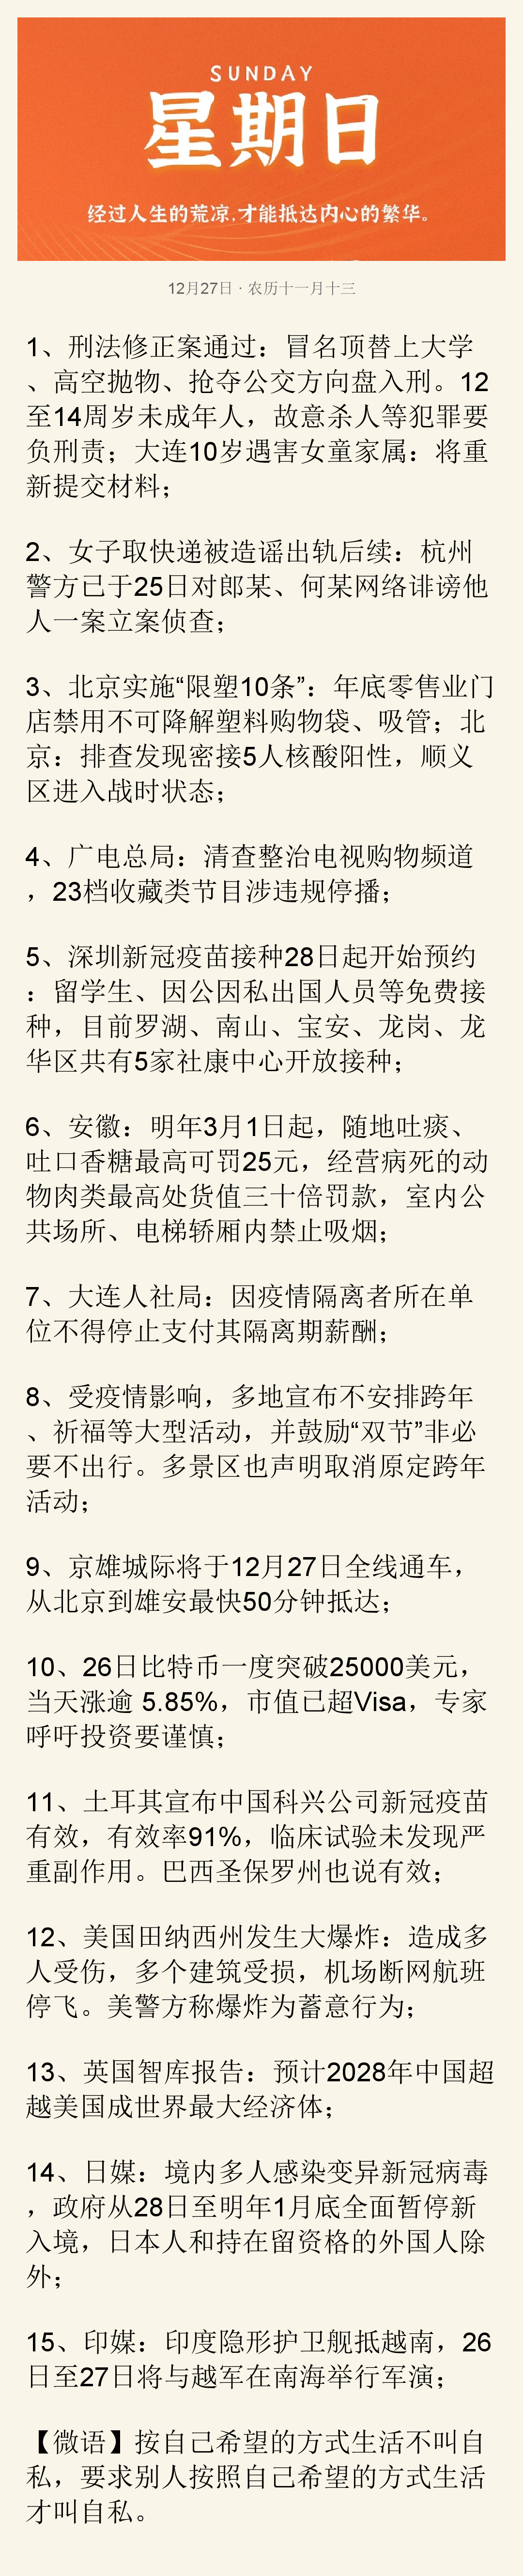 SUNDAY
星期日
经过人生的荒凉,才能抵达内心的繁华。
12月27日 · 农历十一月十三
1、刑法修正案通过：冒名顶替上大学
、高空抛物、抢夺公交方向盘入刑。12
至14周岁未成年人，故意杀人等犯罪要
负刑责；大连10岁遇害女童家属：将重
新提交材料；
2、女子取快递被造谣出轨后续：杭州
警方已于25日对郎某、何某网络诽谤他
人一案立案侦查；
3、北京实施“限塑10条”：年底零售业门
店禁用不可降解塑料购物袋、吸管；北
京：排查发现密接5人核酸阳性，顺义
区进入战时状态；
4、广电总局：清查整治电视购物频道
，23档收藏类节目涉违规停播；
5、深圳新冠疫苗接种28日起开始预约
：留学生、因公因私出国人员等免费接
种，目前罗湖、南山、宝安、龙岗、龙
华区共有5家社康中心开放接种；
6、安徽：明年3月1日起，随地吐痰、
吐口香糖最高可罚25元，经营病死的动
物肉类最高处货值三十倍罚款，室内公
共场所、电梯轿厢内禁止吸烟；
7、大连人社局：因疫情隔离者所在单
位不得停止支付其隔离期薪酬；
8、受疫情影响，多地宣布不安排跨年
、祈福等大型活动，并鼓励“双节”非必
要不出行。多景区也声明取消原定跨年
活动；
9、京雄城际将于12月27日全线通车，
从北京到雄安最快50分钟抵达；
10、26日比特币一度突破25000美元，
当天涨逾 5.85%，市值已超Visa，专家
呼吁投资要谨慎；
11、土耳其宣布中国科兴公司新冠疫苗
有效，有效率91%，临床试验未发现严
重副作用。巴西圣保罗州也说有效；
12、美国田纳西州发生大爆炸：造成多
人受伤，多个建筑受损，机场断网航班
停飞。美警方称爆炸为蓄意行为；
13、英国智库报告：预计2028年中国超
越美国成世界最大经济体；
14、日媒：境内多人感染变异新冠病毒
，政府从28日至明年1月底全面暂停新
入境，日本人和持在留资格的外国人除
外；
15、印媒：印度隐形护卫舰抵越南，26
日至27日将与越军在南海举行军演；
【微语】按自己希望的方式生活不叫自
私，要求别人按照自己希望的方式生活
才叫自私。